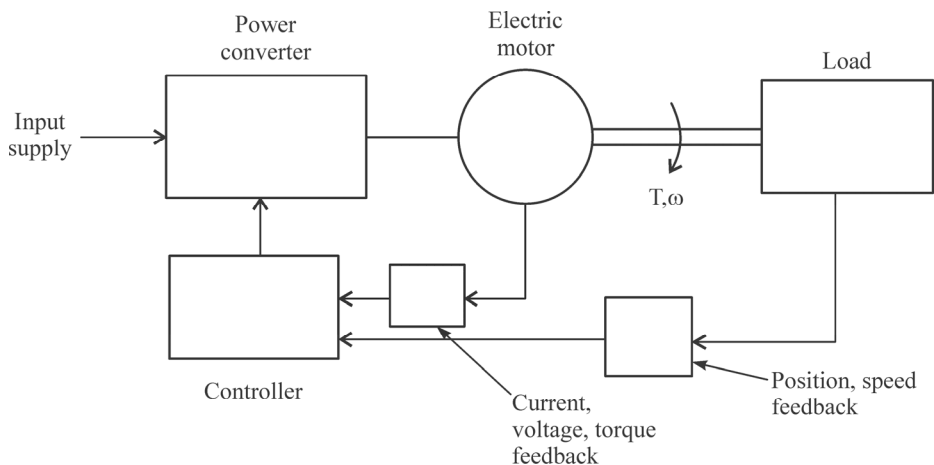 Power
converter
Electric
motor
Load
Input
supply
T,ω
Controller
Current,
voltage, torque
feedback
Position, speed
feedback